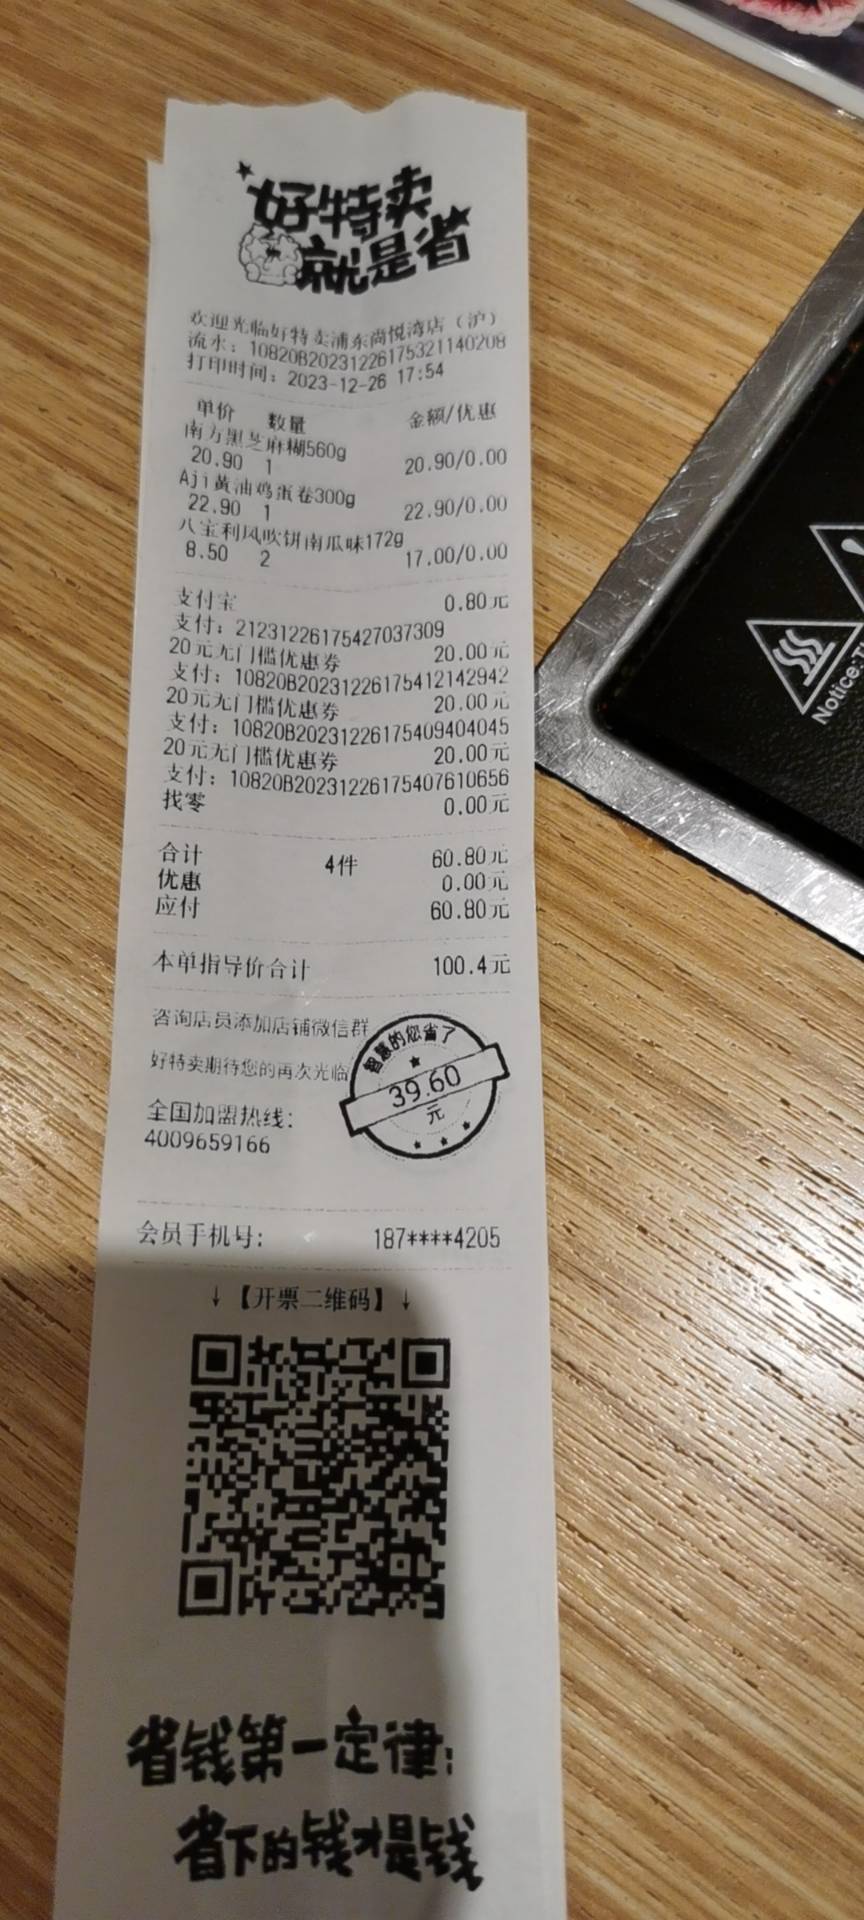 好特卖
就是省
欢迎光临好特卖浦东尚悦湾店（沪）
流水：10820B20231226175321140208
打印时间：2023-12-26 17:54
单价 数量 金额/优惠
南方黑芝麻糊560g
20.90 1 20.90/0.00
Aji黄油鸡蛋卷300g
22.90 1 22.90/0.00
八宝利风吹饼南瓜味172g
8.50 2 17.00/0.00
支付宝 0.80元
支付：21231226175427037309
20元无门槛优惠券 20.00元
支付：10820B20231226175412142942
20元无门槛优惠券 20.00元
支付：10820B20231226175409404045
20元无门槛优惠券 20.00元
支付：10820B20231226175407610656
找零 0.00元
合计 4件 60.80元
优惠 0.00元
应付 60.80元
本单指导价合计 100.4元
咨询店员添加店铺微信群
好特卖期待您的再次光临
智慧的您省了
39.60
元
全国加盟热线：
4009659166
会员手机号： 187****4205
↓【开票二维码】↓
省钱第一定律：
省下的钱才是钱
Notice: